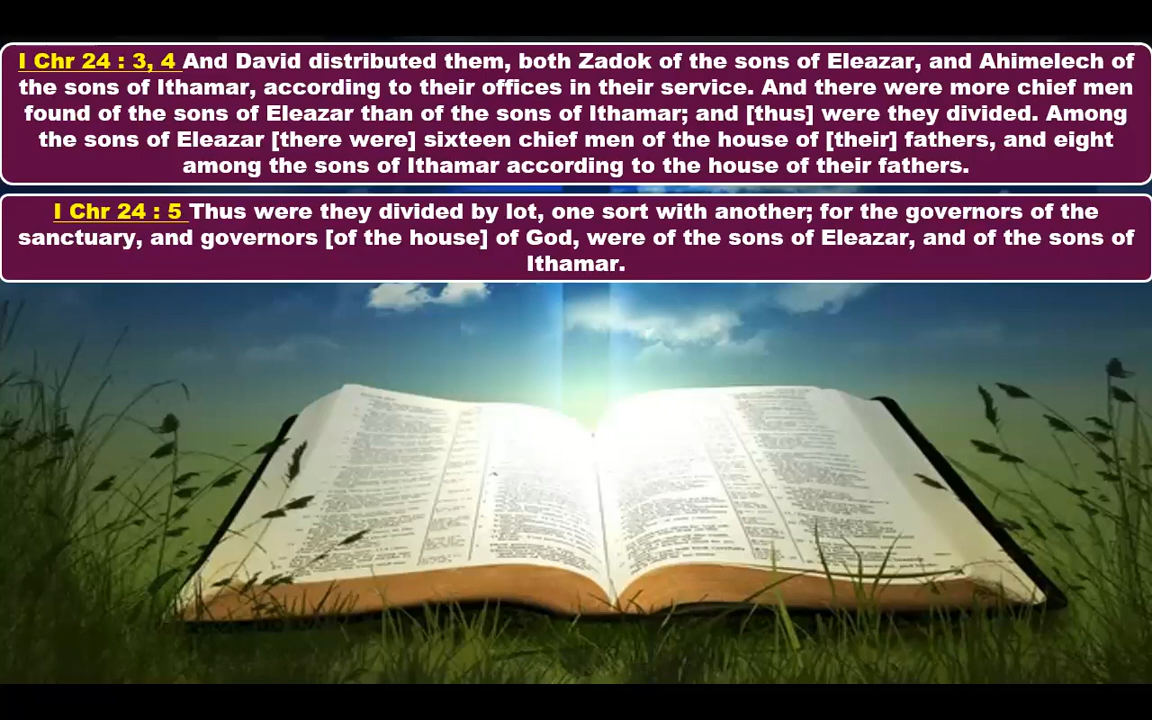 I Chr 24 : 3, 4 And David distributed them, both Zadok of the sons of Eleazar, and Ahimelech of
the sons of Ithamar, according to their offices in their service. And there were more chief men
found of the sons of Eleazar than of the sons of Ithamar; and [thus] were they divided. Among
the sons of Eleazar [there were] sixteen chief men of the house of [their] fathers, and eight
among the sons of Ithamar according to the house of their fathers.
I Chr 24 : 5 Thus were they divided by lot, one sort with another; for the governors of the
sanctuary, and governors [of the house] of God, were of the sons of Eleazar, and of the sons of
Ithamar.